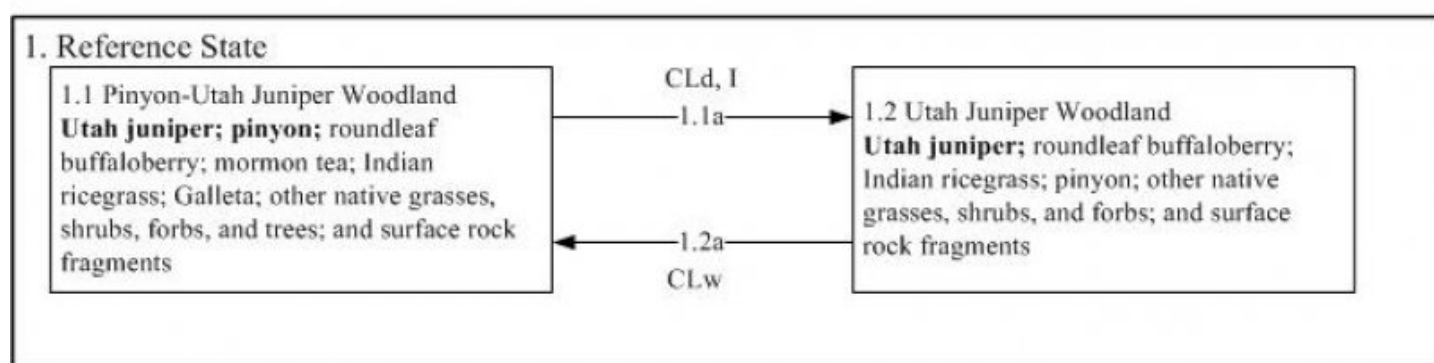 1. Reference State
1.1 Pinyon-Utah Juniper Woodland
Utah juniper; pinyon; roundleaf
buffaloberry; mormon tea; Indian
ricegrass; Galleta; other native grasses,
shrubs, forbs, and trees; and surface rock
fragments
CLd, I
1.1a
1.2a
CLw
1.2 Utah Juniper Woodland
Utah juniper; roundleaf buffaloberry;
Indian ricegrass; pinyon; other native
grasses, shrubs, and forbs; and surface
rock fragments